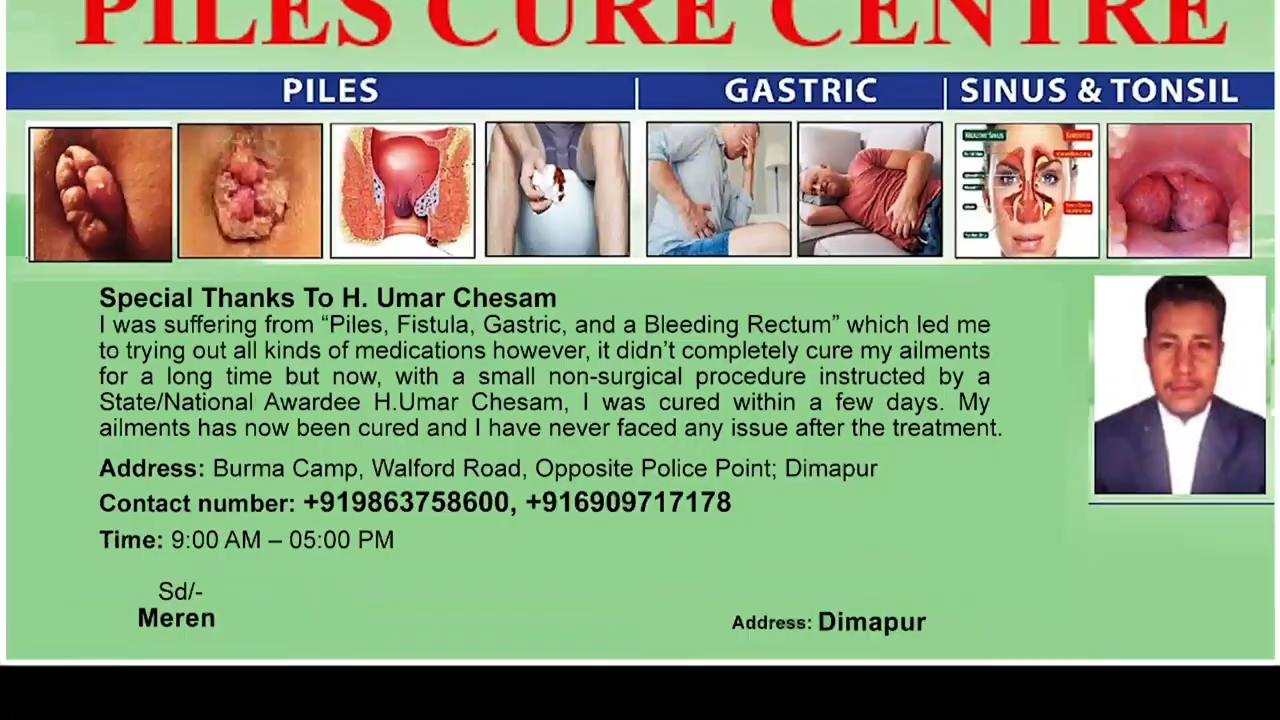 PILES CURE CENTRE
PILES | GASTRIC | SINUS & TONSIL
Special Thanks To H. Umar Chesam
I was suffering from “Piles, Fistula, Gastric, and a Bleeding Rectum” which led me
to trying out all kinds of medications however, it didn’t completely cure my ailments
for a long time but now, with a small non-surgical procedure instructed by a
State/National Awardee H.Umar Chesam, I was cured within a few days. My
ailments has now been cured and I have never faced any issue after the treatment.
Address: Burma Camp, Walford Road, Opposite Police Point; Dimapur
Contact number: +919863758600, +916909717178
Time: 9:00 AM – 05:00 PM
Sd/-
Meren
Address: Dimapur